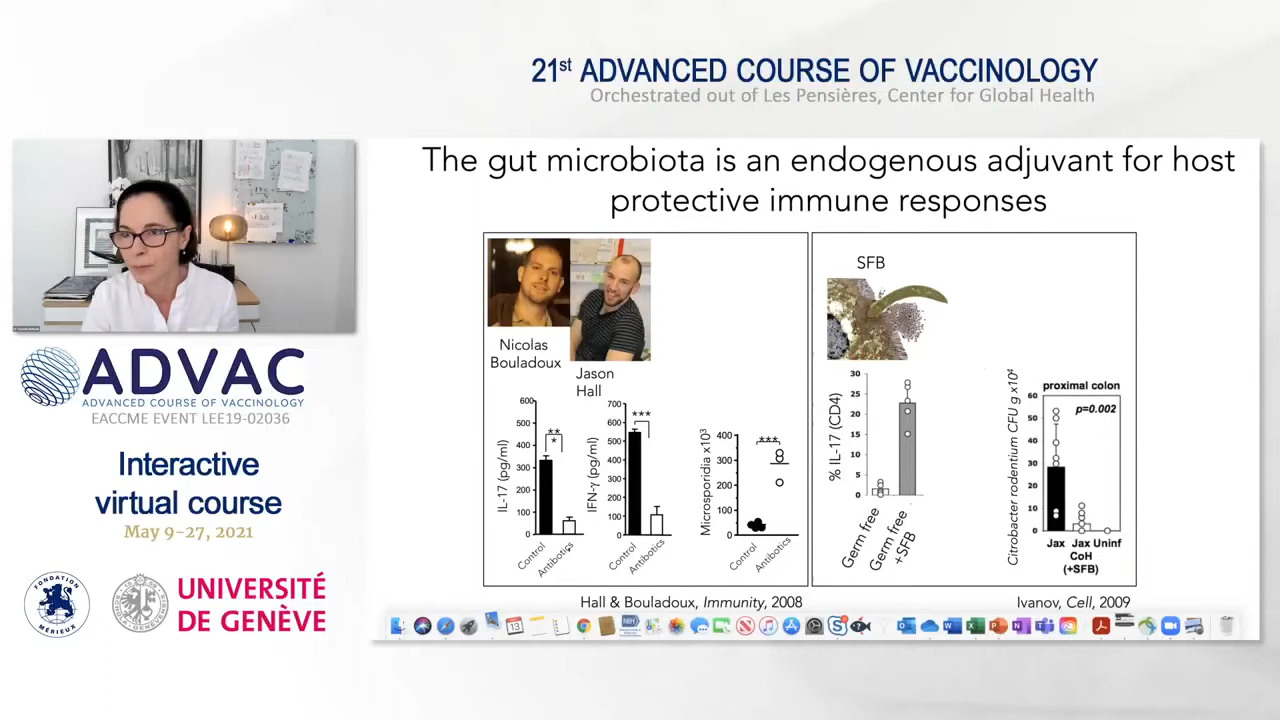 21st ADVANCED COURSE OF VACCINOLOGY
Orchestrated out of Les Pensières, Center for Global Health
ADVAC
ADVANCED COURSE OF VACCINOLOGY
EACCME EVENT LEE19-02036
Interactive
virtual course
May 9-27, 2021
FONDATION
MÉRIEUX
UNIVERSITÉ
DE GENÈVE
The gut microbiota is an endogenous adjuvant for host
protective immune responses
Nicolas
Bouladoux
Jason
Hall
IL-17 (pg/ml)
600
500
400
300
200
100
0
**
*
Control
Antibiotics
IFN-γ (pg/ml)
700
600
500
400
300
200
100
0
***
Control
Antibiotics
Microsporidia x10³
400
300
200
100
0
***
Control
Antibiotics
Hall & Bouladoux, Immunity, 2008
SFB
% IL-17 (CD4)
30
25
20
15
10
5
0
Germ free
Germ free
+SFB
Citrobacter rodentium CFU g x10⁴
proximal colon
p=0.002
60
50
40
30
20
10
0
Jax
Jax
CoH
(+SFB)
Uninf
Ivanov, Cell, 2009
13
NIH